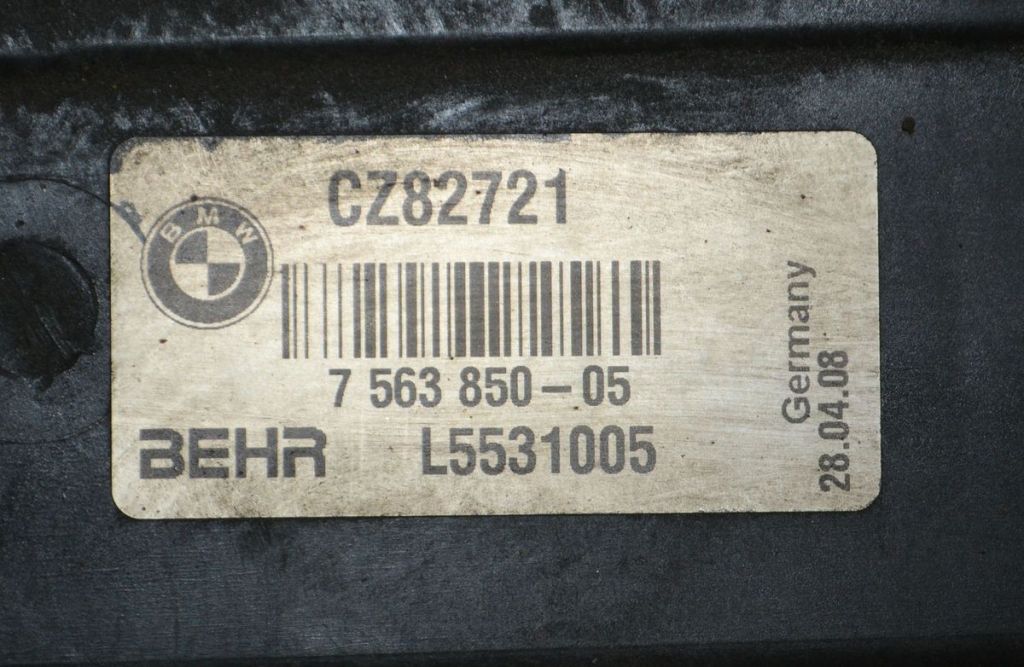 CZ82721
BMW
7 563 850-05
BEHR L5531005
Germany
28.04.08